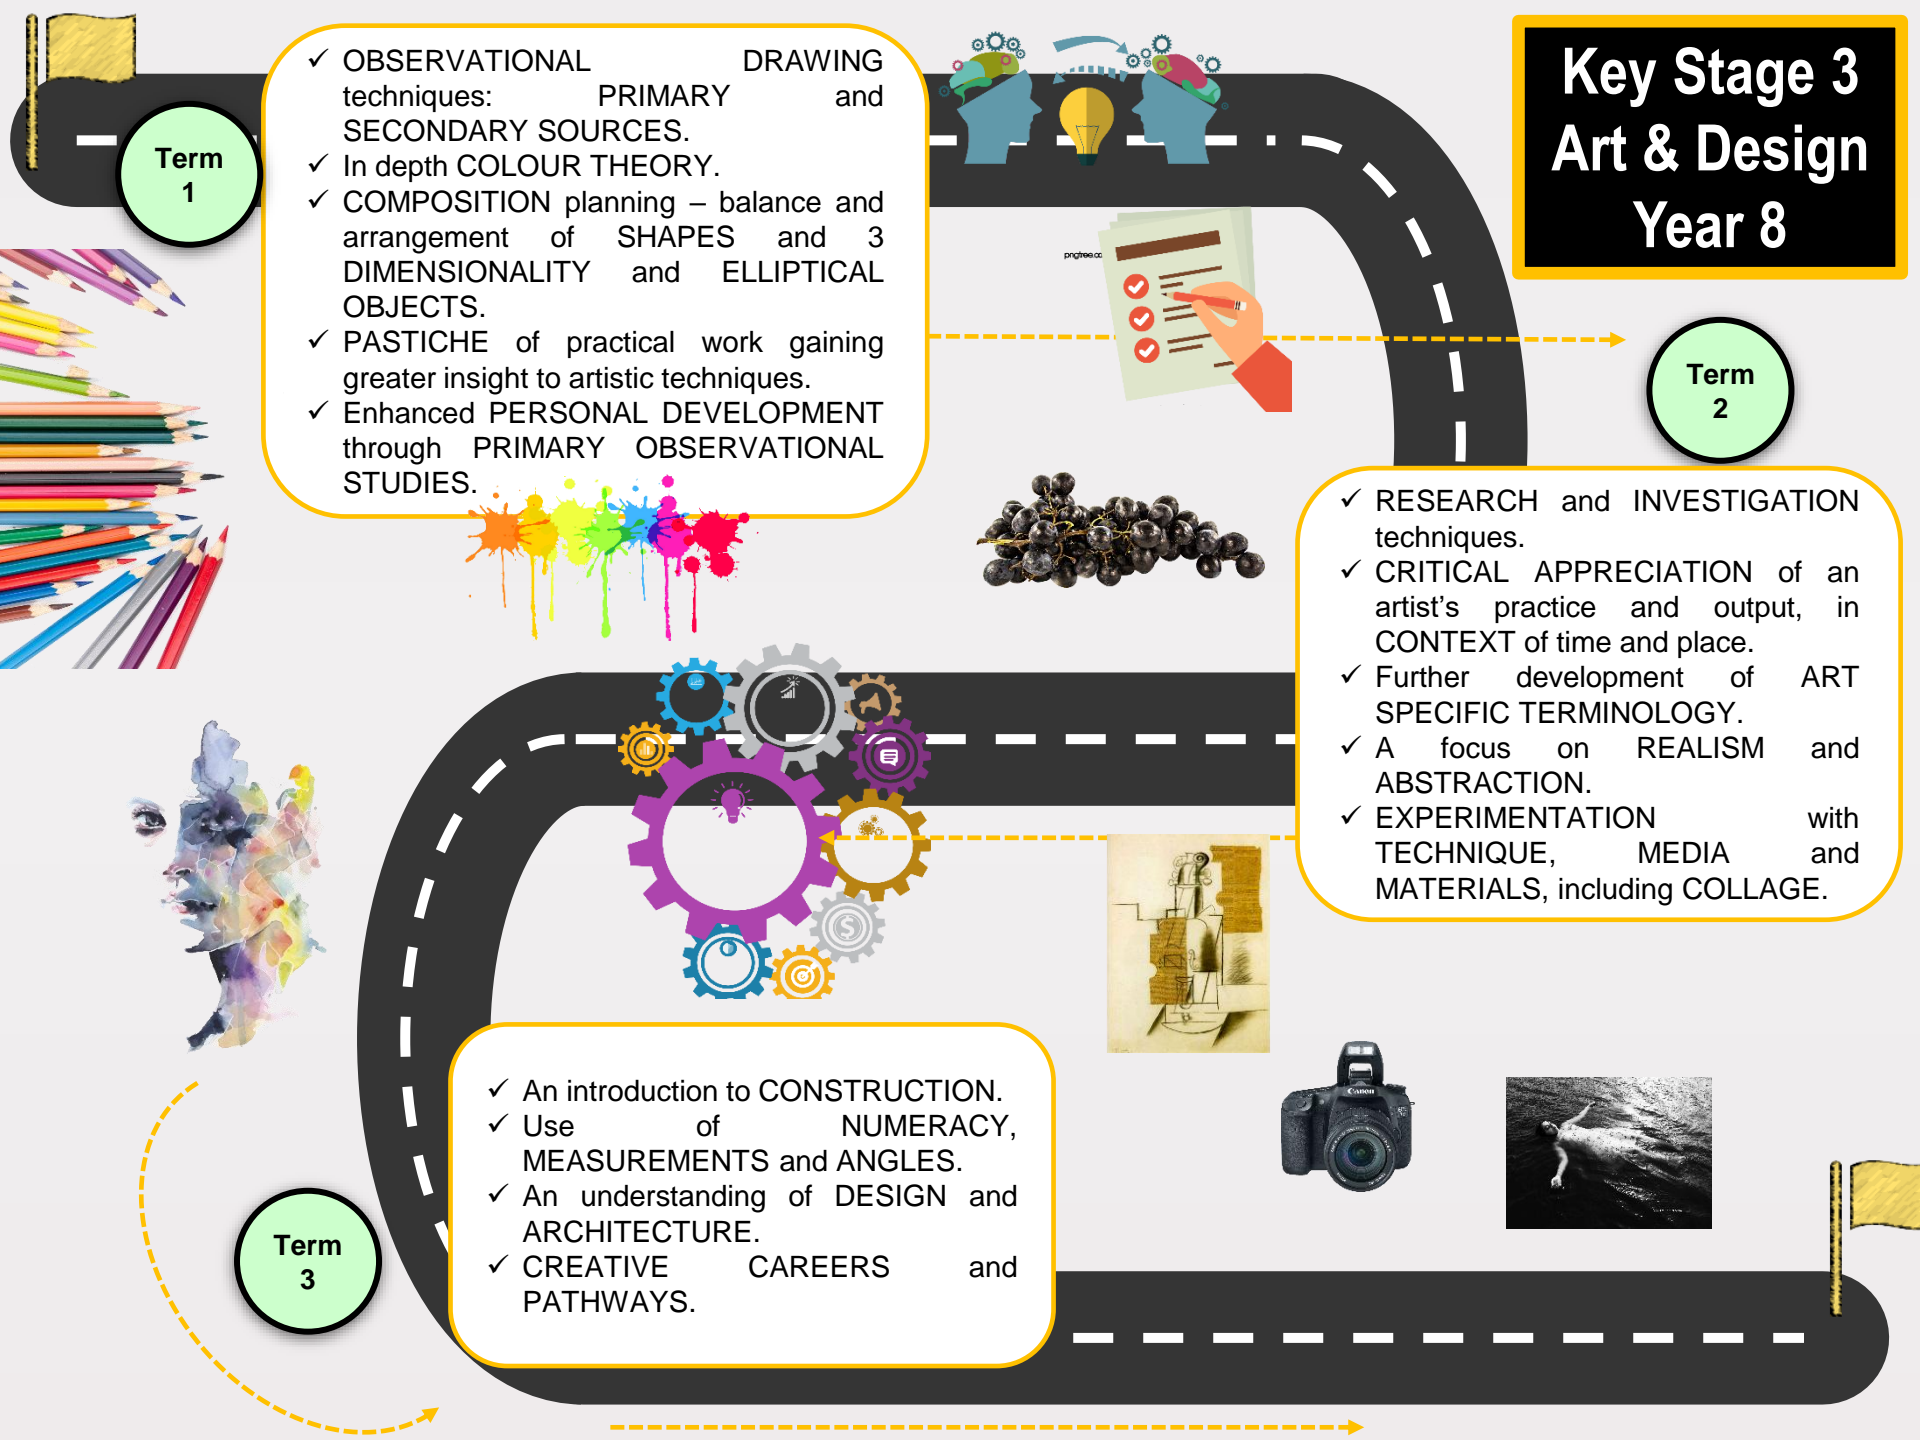 Key Stage 3
Art & Design
Year 8
Term
1
✓ OBSERVATIONAL DRAWING
techniques: PRIMARY and
SECONDARY SOURCES.
✓ In depth COLOUR THEORY.
✓ COMPOSITION planning – balance and
arrangement of SHAPES and 3
DIMENSIONALITY and ELLIPTICAL
OBJECTS.
✓ PASTICHE of practical work gaining
greater insight to artistic techniques.
✓ Enhanced PERSONAL DEVELOPMENT
through PRIMARY OBSERVATIONAL
STUDIES.
pngtree.co
Term
2
✓ RESEARCH and INVESTIGATION
techniques.
✓ CRITICAL APPRECIATION of an
artist's practice and output, in
CONTEXT of time and place.
✓ Further development of ART
SPECIFIC TERMINOLOGY.
✓ A focus on REALISM and
ABSTRACTION.
✓ EXPERIMENTATION with
TECHNIQUE, MEDIA and
MATERIALS, including COLLAGE.
$
Canon
Term
3
✓ An introduction to CONSTRUCTION.
✓ Use of NUMERACY,
MEASUREMENTS and ANGLES.
✓ An understanding of DESIGN and
ARCHITECTURE.
✓ CREATIVE CAREERS and
PATHWAYS.